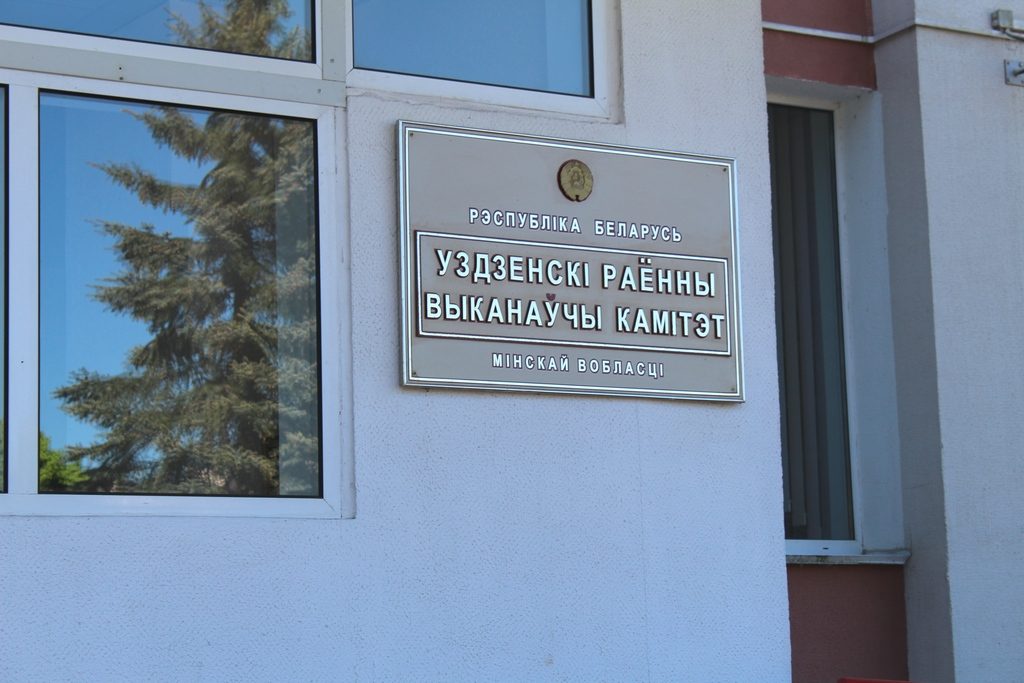 РЭСПУБЛІКА БЕЛАРУСЬ
УЗДЗЕНСКІ РАЁННЫ
ВЫКАНАЎЧЫ КАМІТЭТ
МІНСКАЙ ВОБЛАСЦІ